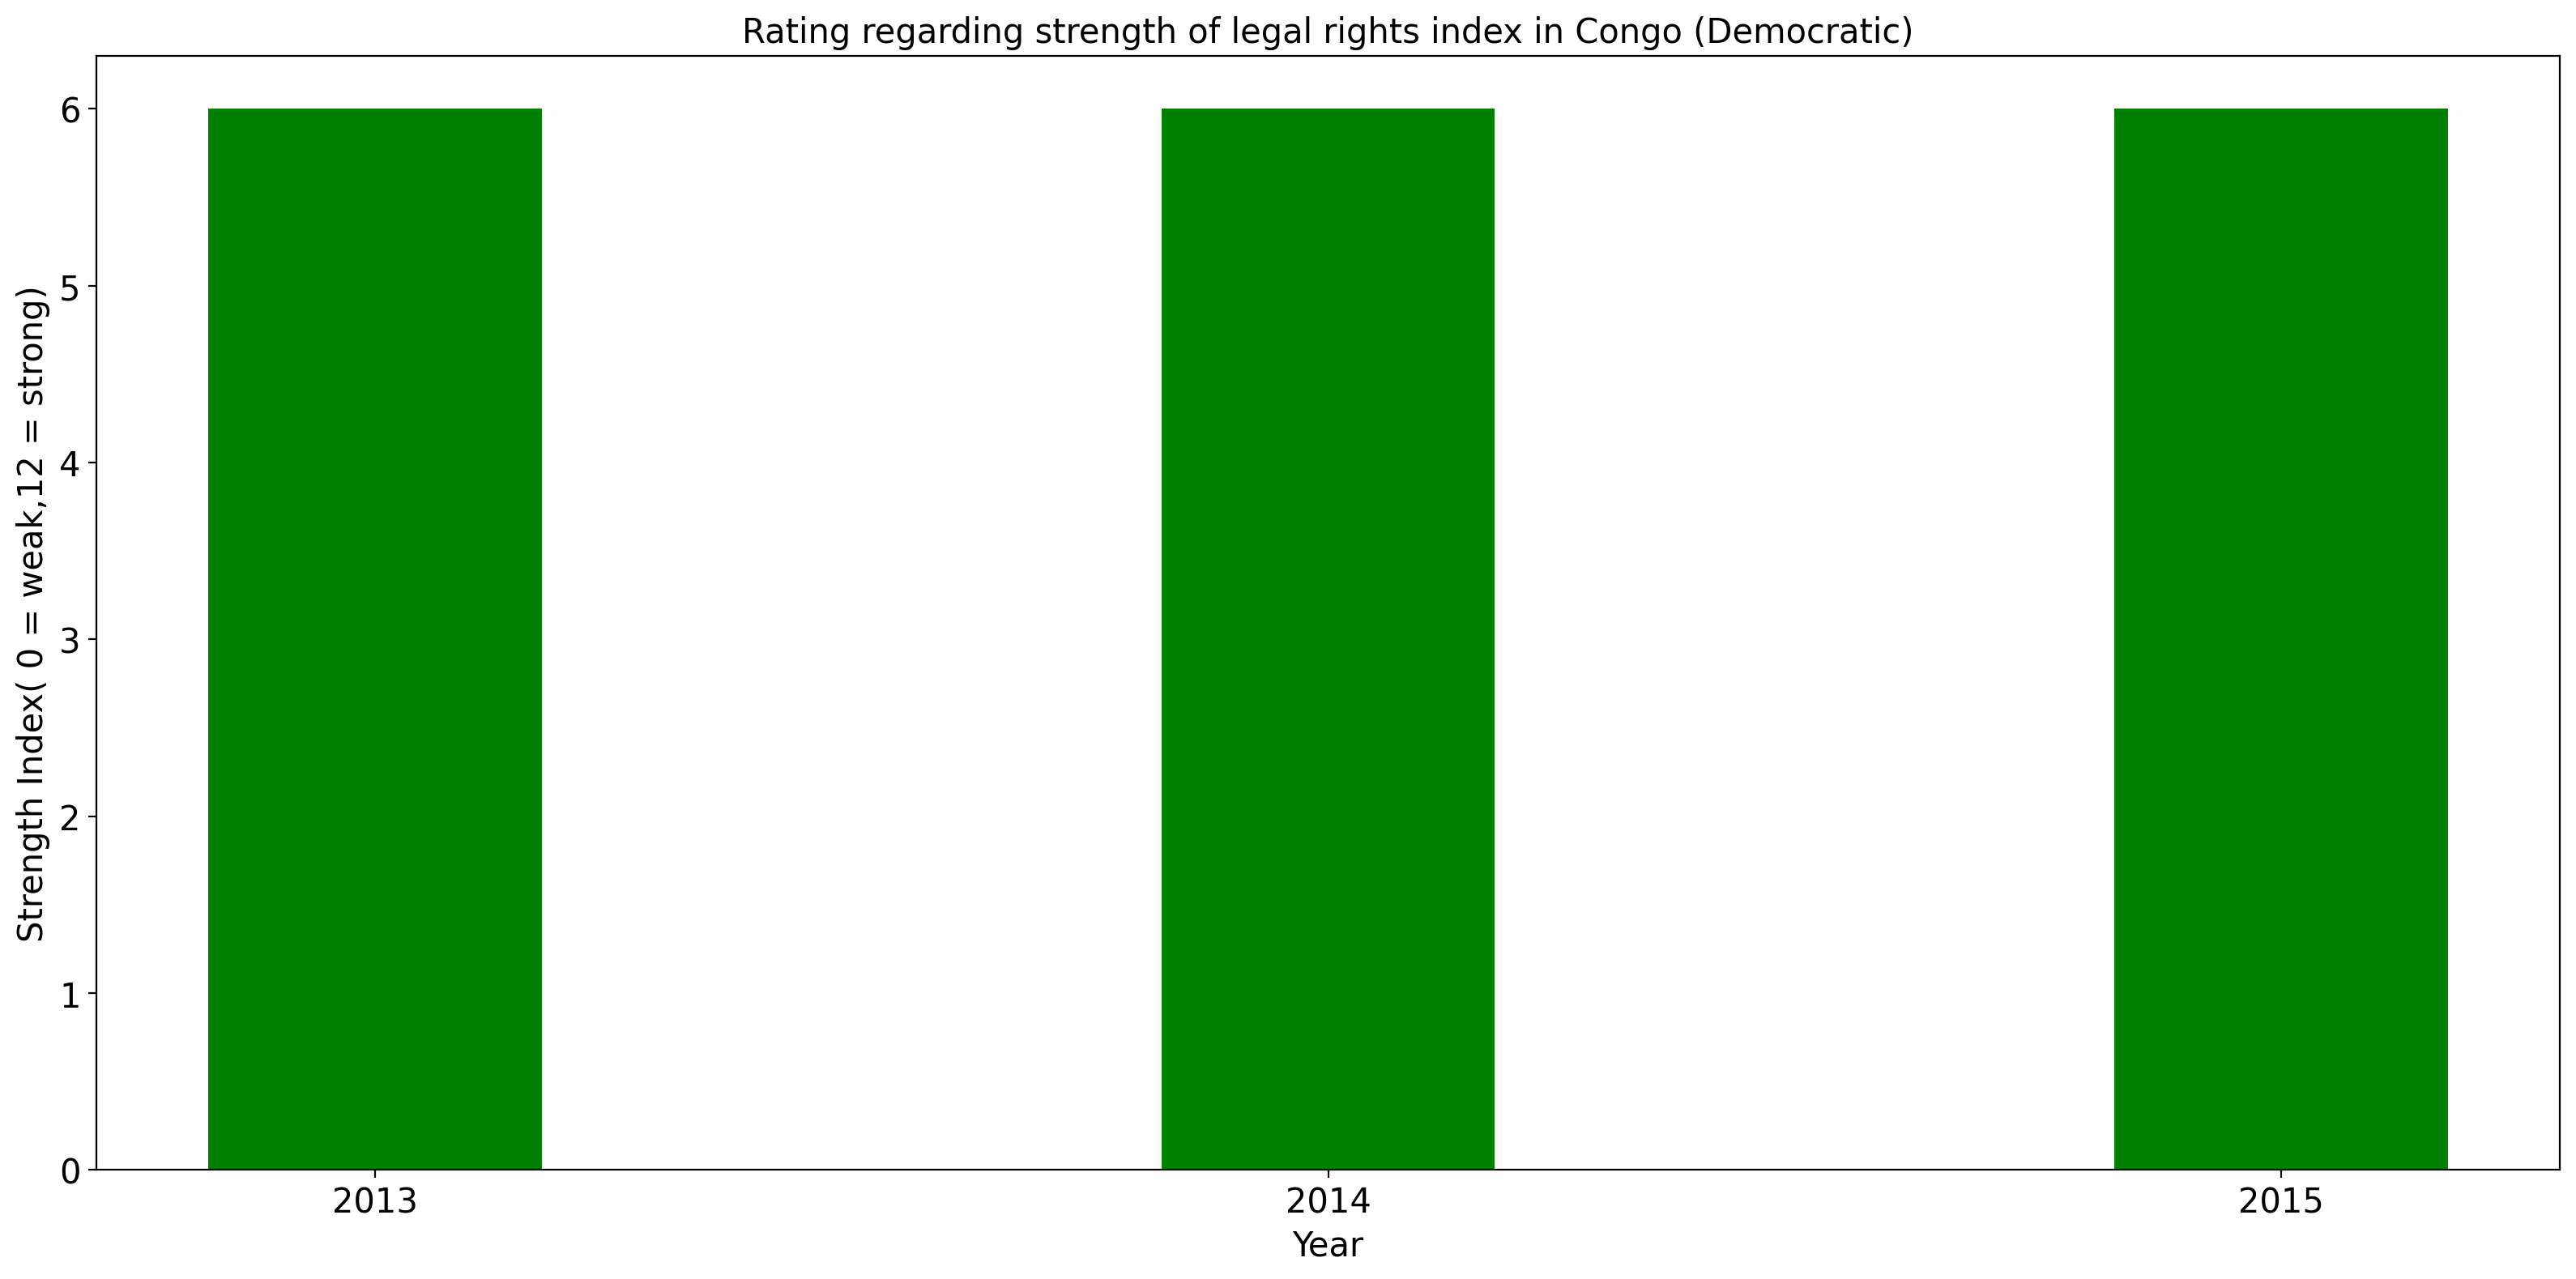 Rating regarding strength of legal rights index in Congo (Democratic)
Strength Index( 0 = weak,12 = strong)
6
5
4
3
2
1
0
2013 2014 2015
Year